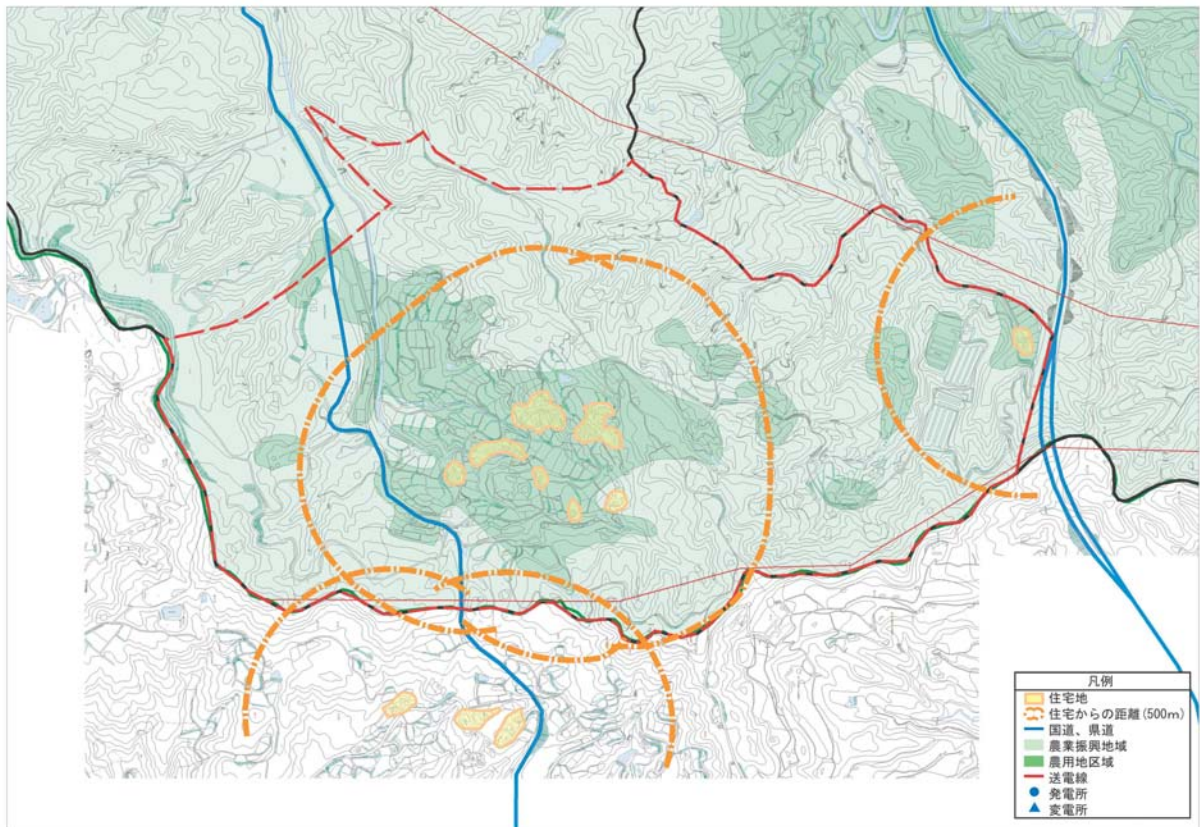 凡例
住宅地
住宅からの距離(500m)
国道、県道
農業振興地域
農用地区域
送電線
発電所
変電所